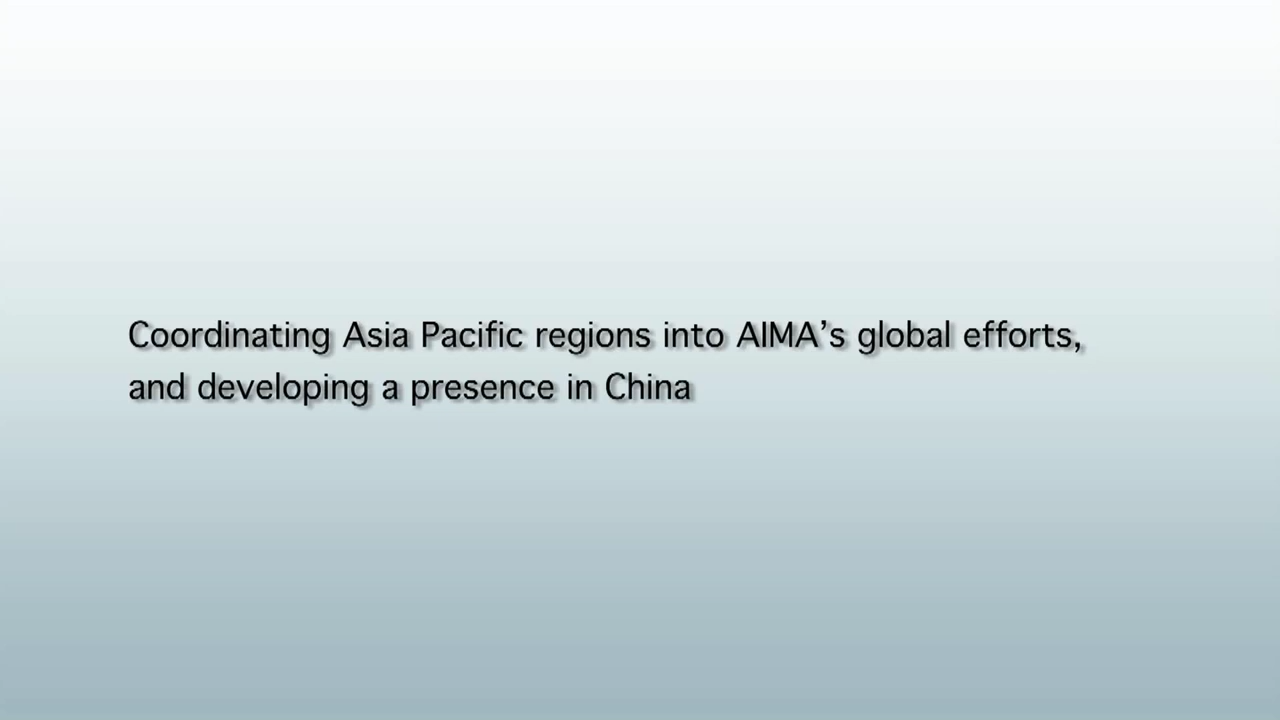 Coordinating Asia Pacific regions into AIMA’s global efforts,
and developing a presence in China